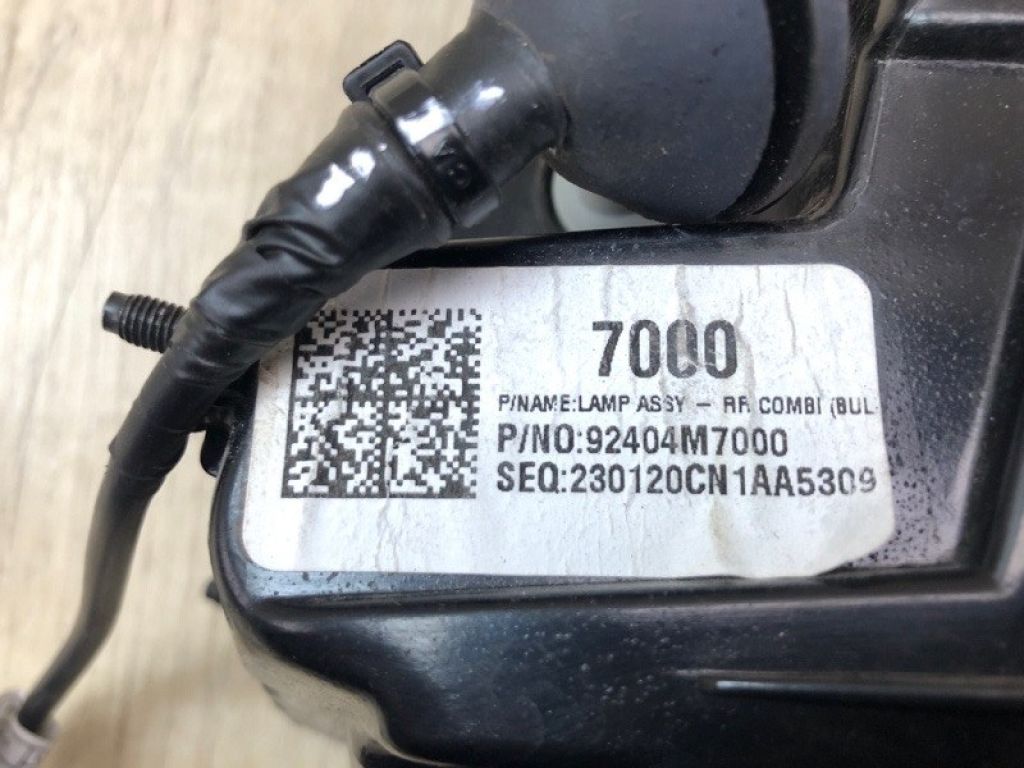 7000
P/NAME:LAMP ASSY - RR COMBI (BUL
P/NO:92404M7000
SEQ:230120CN1AA5309